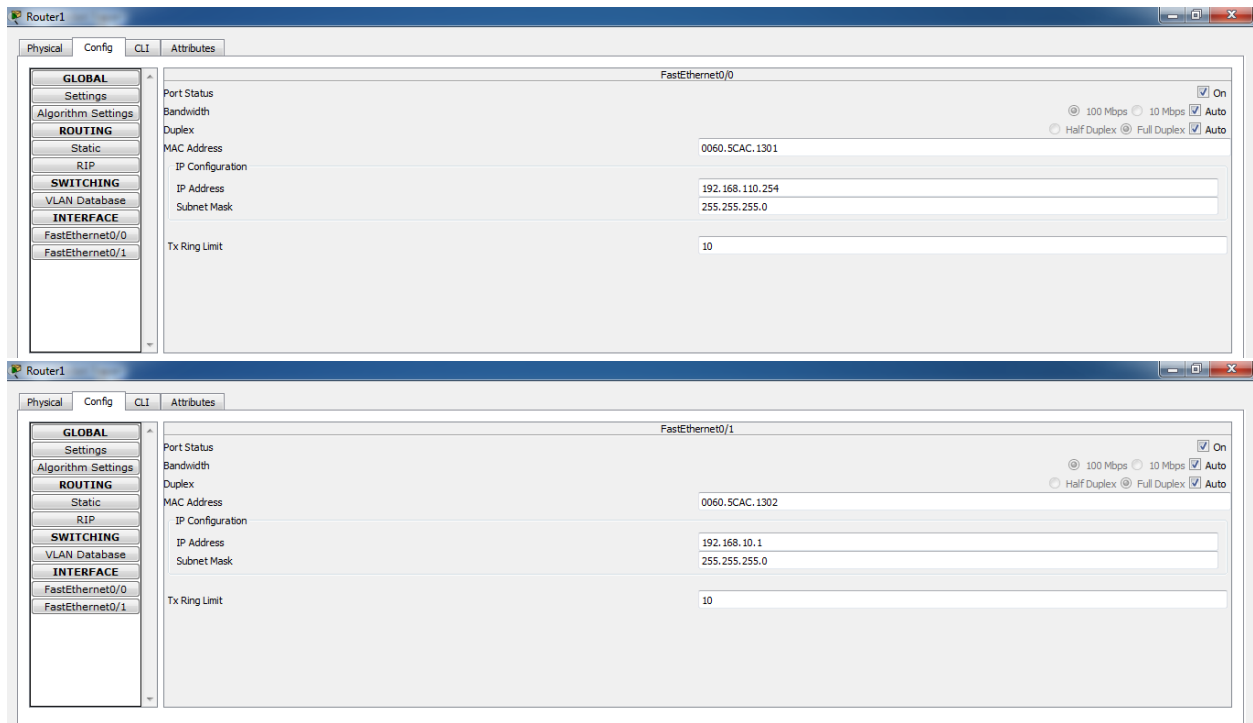 Router1
Physical Config CLI Attributes
GLOBAL
Settings
Algorithm Settings
ROUTING
Static
RIP
SWITCHING
VLAN Database
INTERFACE
FastEthernet0/0
FastEthernet0/1
FastEthernet0/0
Port Status On
Bandwidth 100 Mbps 10 Mbps Auto
Duplex Half Duplex Full Duplex Auto
MAC Address 0060.5CAC.1301
IP Configuration
IP Address 192.168.110.254
Subnet Mask 255.255.255.0
Tx Ring Limit 10
Router1
Physical Config CLI Attributes
GLOBAL
Settings
Algorithm Settings
ROUTING
Static
RIP
SWITCHING
VLAN Database
INTERFACE
FastEthernet0/0
FastEthernet0/1
FastEthernet0/1
Port Status On
Bandwidth 100 Mbps 10 Mbps Auto
Duplex Half Duplex Full Duplex Auto
MAC Address 0060.5CAC.1302
IP Configuration
IP Address 192.168.10.1
Subnet Mask 255.255.255.0
Tx Ring Limit 10